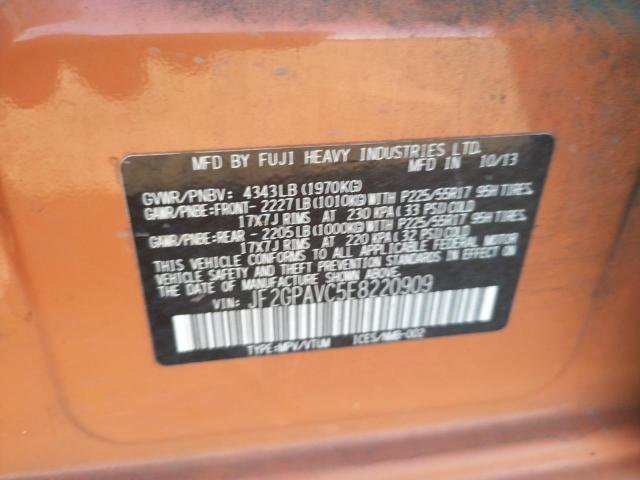 MFD BY FUJI HEAVY INDUSTRIES LTD.
MADE IN 10/13
GVWR/PNBV: 4343LB(1970KG)
GAWR/PNBE:FRONT- 2227LB(1010KG)WITH P225/55R17 95H TIRES,
17X7J RIMS AT 230 KPA(33 PSI)COLD
GAWR/PNBE:REAR - 2205LB(1000KG)WITH P225/55R17 95H TIRES,
17X7J RIMS AT 220 KPA(32 PSI)COLD
THIS VEHICLE CONFORMS TO ALL APPLICABLE FEDERAL MOTOR
VEHICLE SAFETY AND THEFT PREVENTION STANDARDS IN EFFECT
ON THE DATE OF MANUFACTURE SHOWN ABOVE.
VIN: JF2GPAVC5E8220909
TYPE:MPV/VTUM ICES/NMB-002